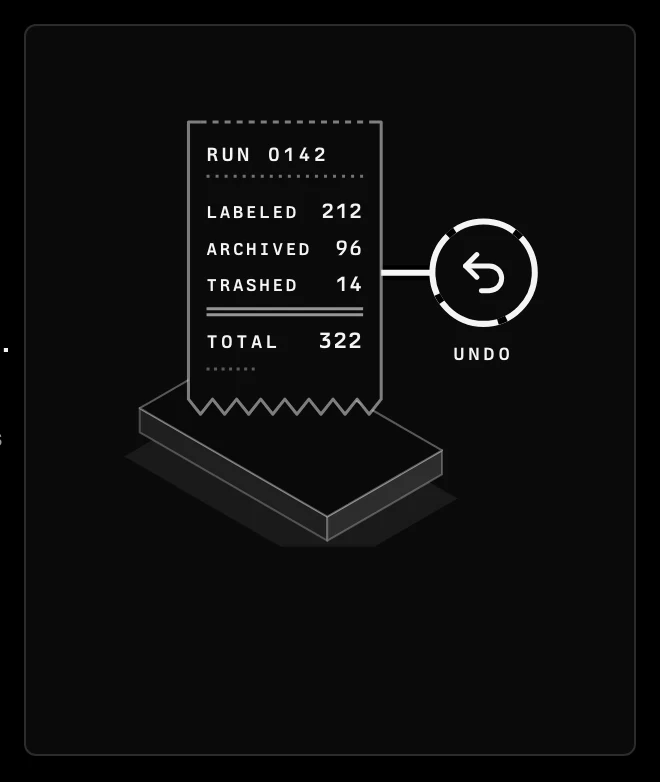 RUN 0142
LABELED 212
ARCHIVED 96
TRASHED 14
TOTAL 322
UNDO